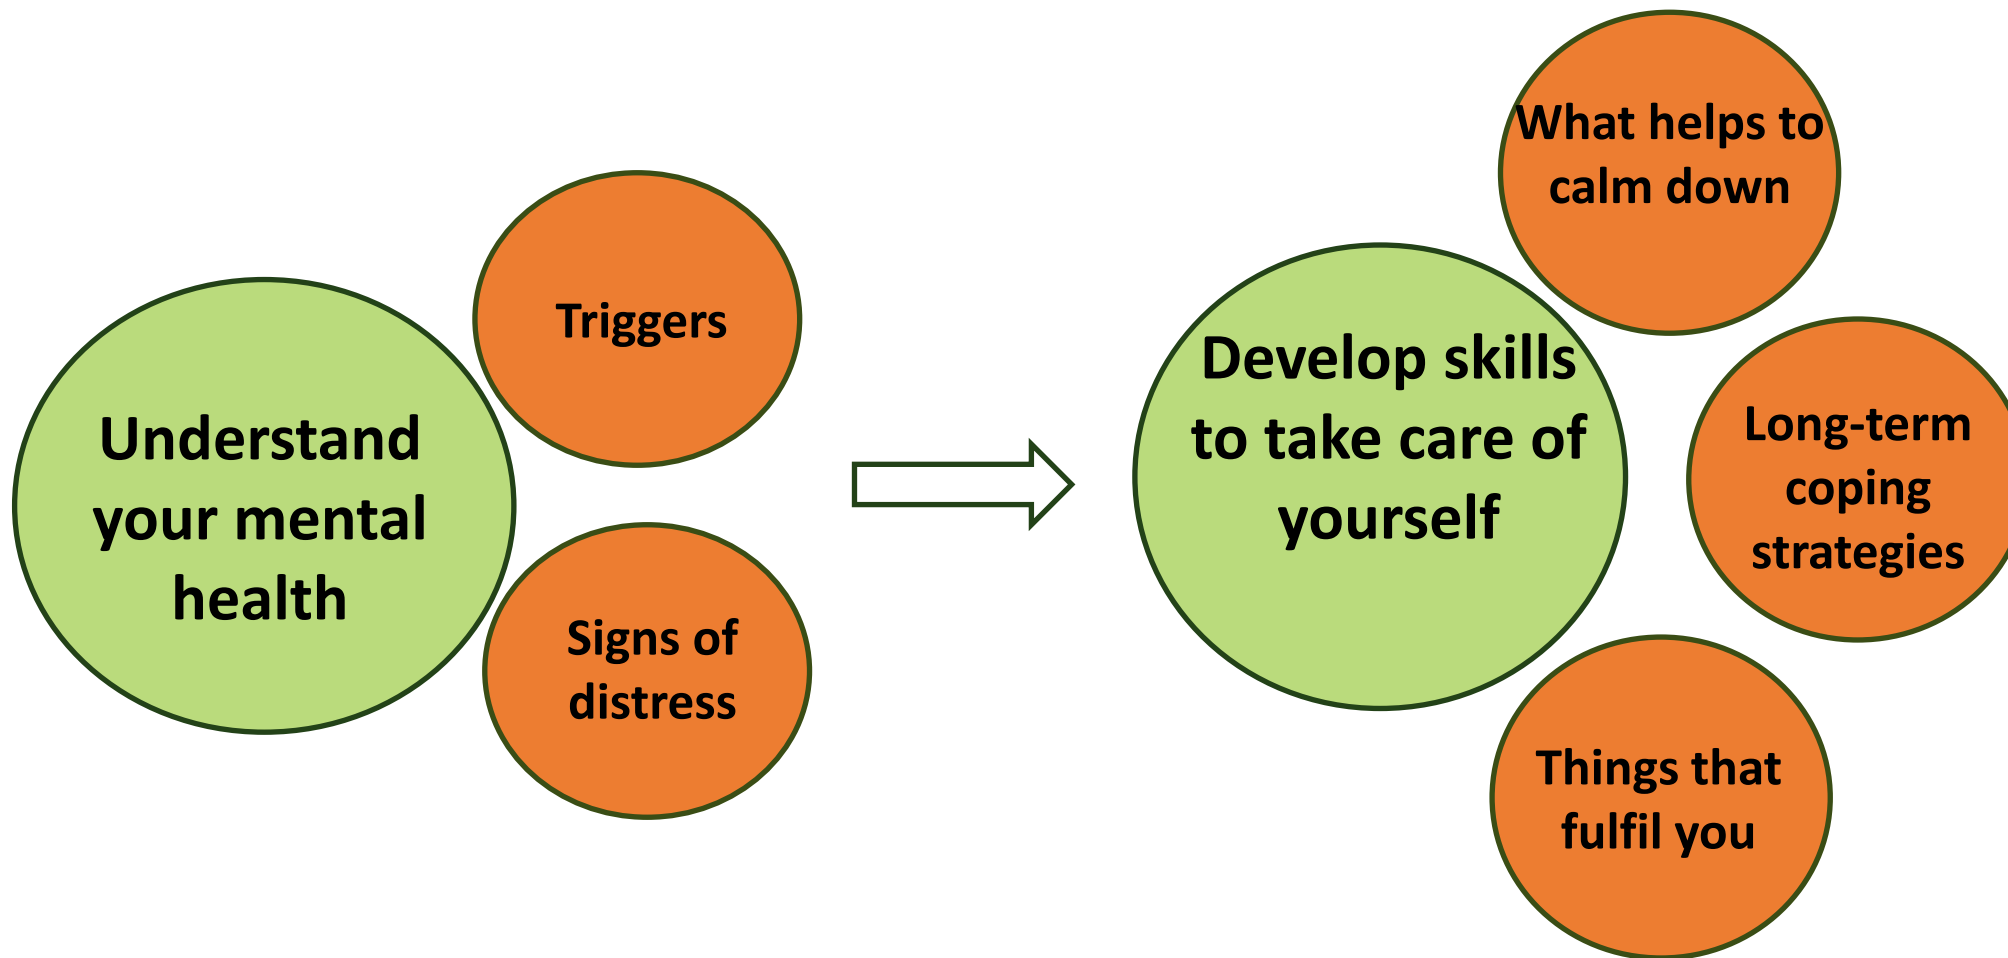 Understand
your mental
health
Triggers
Signs of
distress
Develop skills
to take care of
yourself
What helps to
calm down
Long-term
coping
strategies
Things that
fulfil you